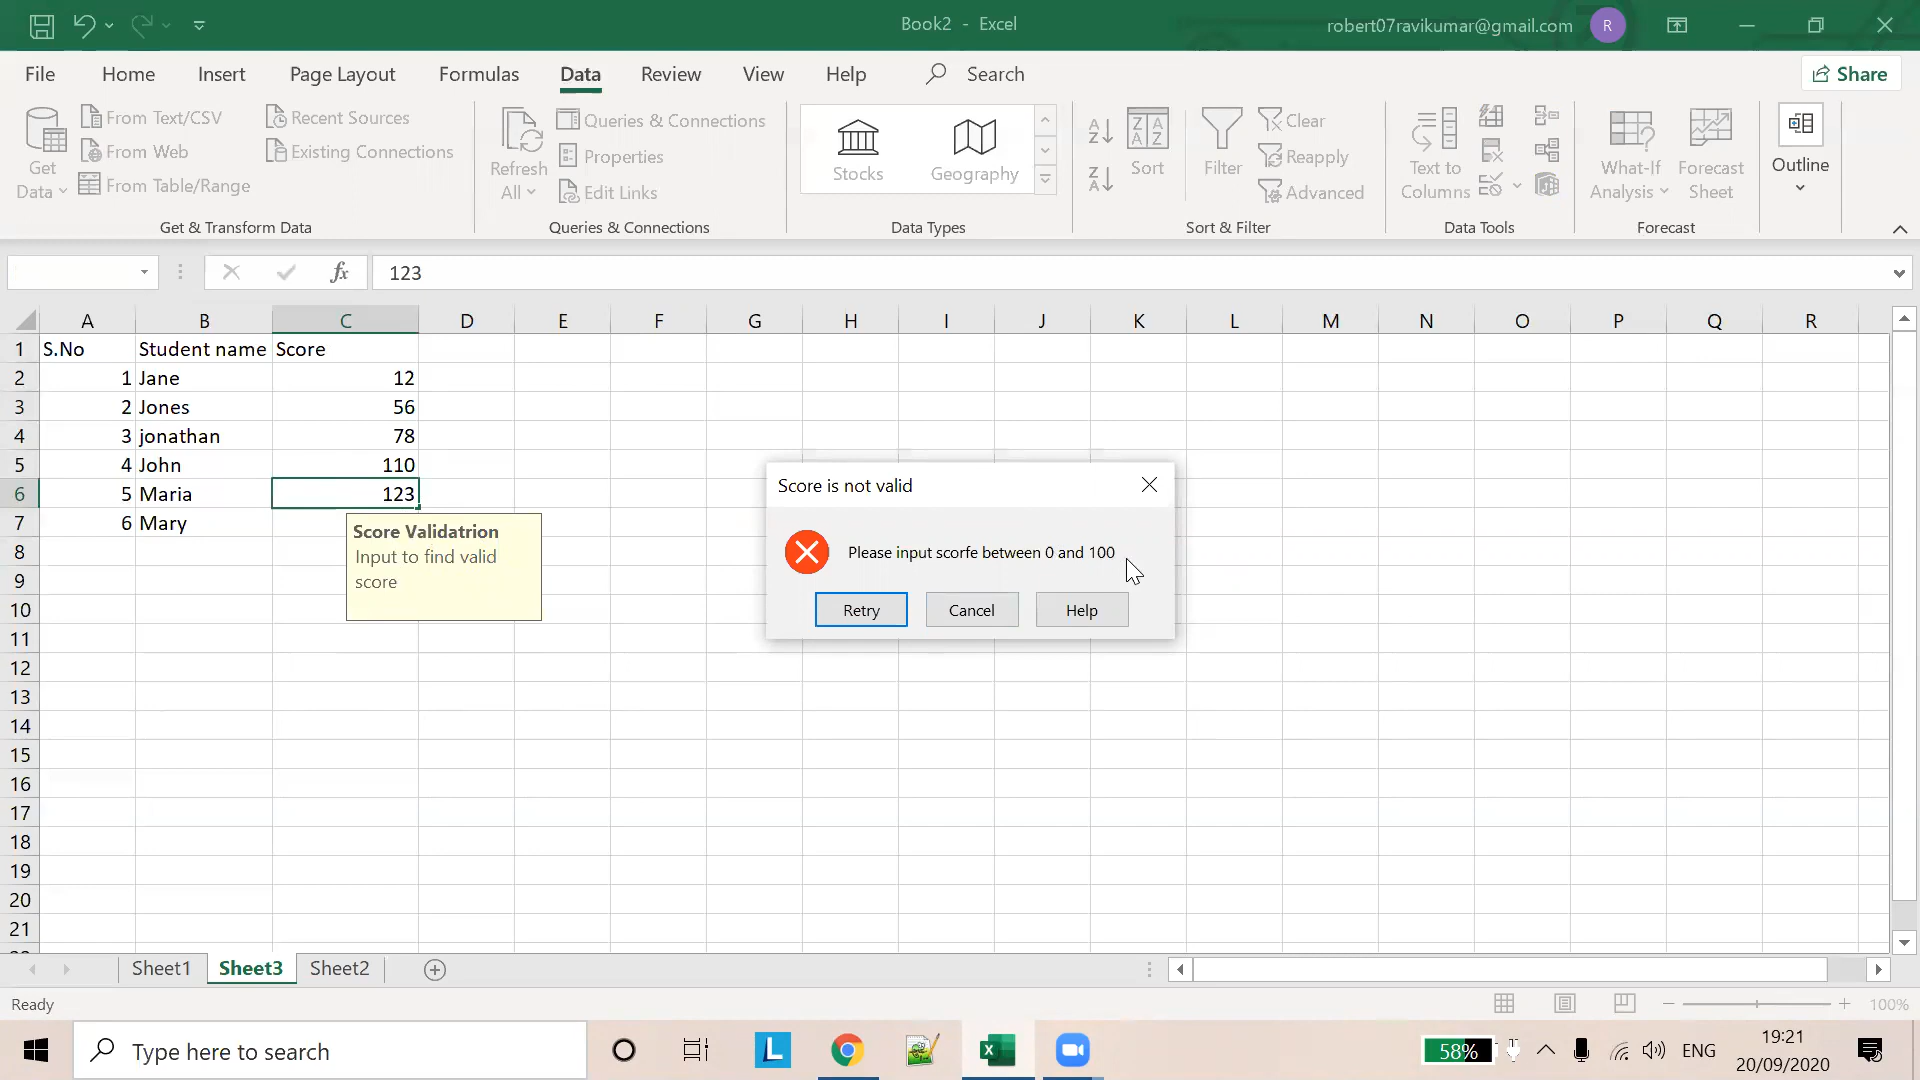 Book2 - Excel
robert07ravikumar@gmail.com
R
File Home Insert Page Layout Formulas Data Review View Help Search Share
Get Data
From Text/CSV
From Web
From Table/Range
Recent Sources
Existing Connections
Get & Transform Data
Refresh All
Queries & Connections
Properties
Edit Links
Queries & Connections
Stocks
Geography
Data Types
Sort
Filter
Clear
Reapply
Advanced
Sort & Filter
Text to Columns
Data Tools
What-If Analysis
Forecast Sheet
Forecast
Outline
fx 123
A B C D E F G H I J K L M N O P Q R
1 S.No Student name Score
2 1 Jane 12
3 2 Jones 56
4 3 jonathan 78
5 4 John 110
6 5 Maria 123
7 6 Mary
8
9
10
11
12
13
14
15
16
17
18
19
20
21
Score Validatrion
Input to find valid
score
Score is not valid
Please input scorfe between 0 and 100
Retry Cancel Help
Sheet1 Sheet3 Sheet2
Ready
100%
Type here to search
L
58%
ENG
19:21
20/09/2020